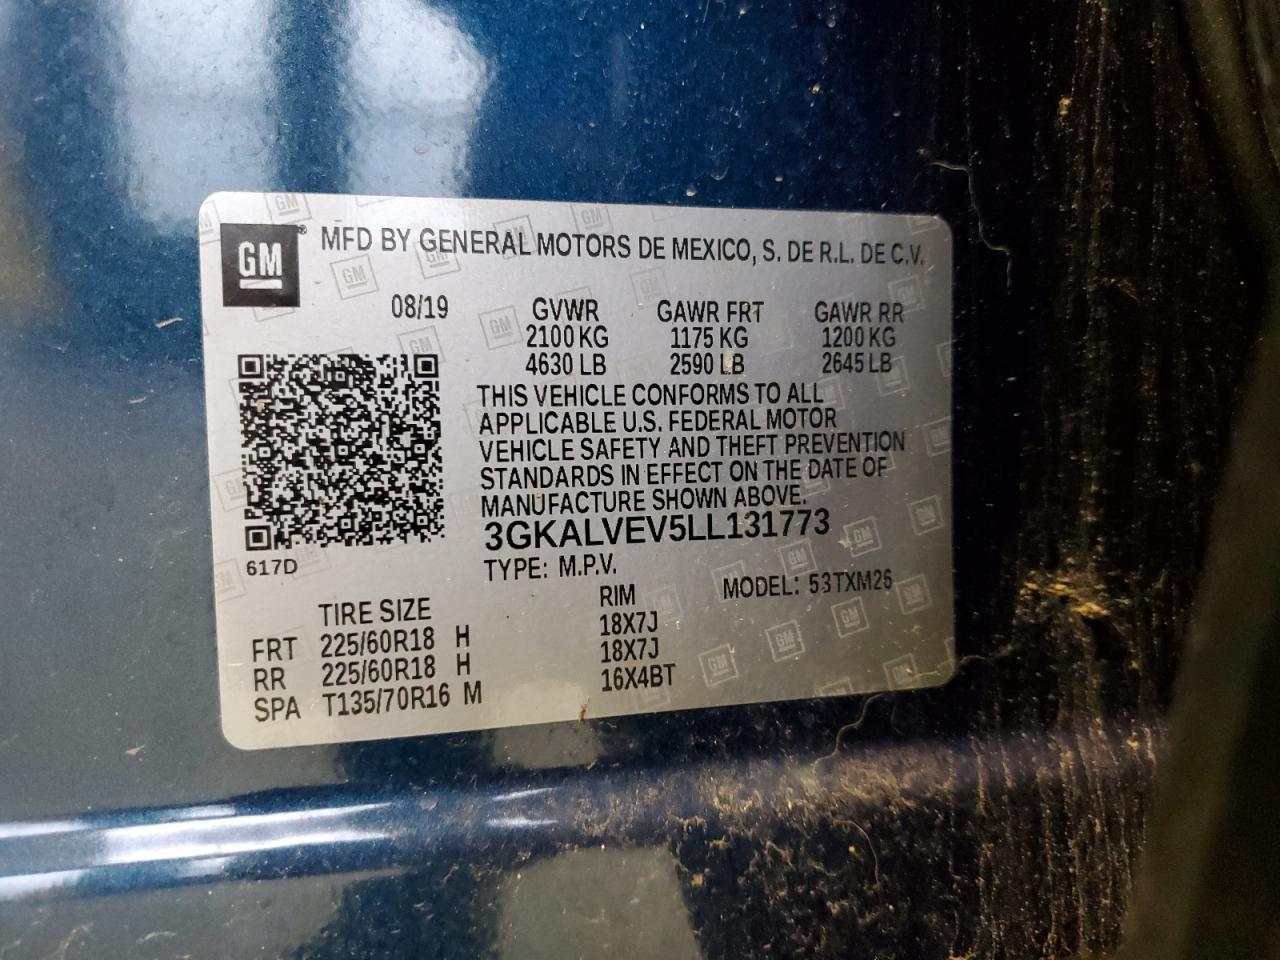 GM® MFD BY GENERAL MOTORS DE MEXICO, S. DE R.L. DE C.V.
08/19 GVWR GAWR FRT GAWR RR
2100 KG 1175 KG 1200 KG
4630 LB 2590 LB 2645 LB
THIS VEHICLE CONFORMS TO ALL
APPLICABLE U.S. FEDERAL MOTOR
VEHICLE SAFETY AND THEFT PREVENTION
STANDARDS IN EFFECT ON THE DATE OF
MANUFACTURE SHOWN ABOVE.
3GKALVEV5LL131773
617D
TYPE: M.P.V. MODEL: 53TXM26
TIRE SIZE RIM
FRT 225/60R18 H 18X7J
RR 225/60R18 H 18X7J
SPA T135/70R16 M 16X4BT